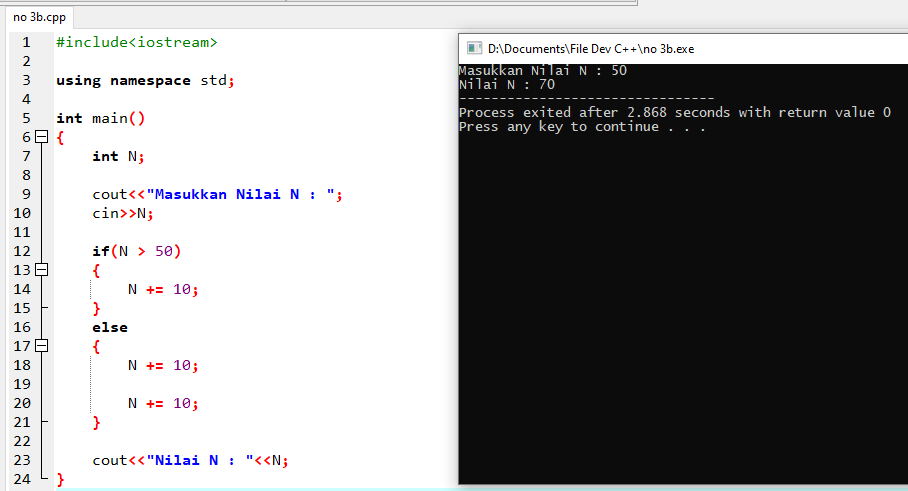 no 3b.cpp
1 #include<iostream>
2
3 using namespace std;
4
5 int main()
6 {
7 int N;
8
9 cout<<"Masukkan Nilai N : ";
10 cin>>N;
11
12 if(N > 50)
13 {
14 N += 10;
15 }
16 else
17 {
18 N += 10;
19
20 N += 10;
21 }
22
23 cout<<"Nilai N : "<<N;
24 }
D:\Documents\File Dev C++\no 3b.exe
Masukkan Nilai N : 50
Nilai N : 70
--------------------------------
Process exited after 2.868 seconds with return value 0
Press any key to continue . . .